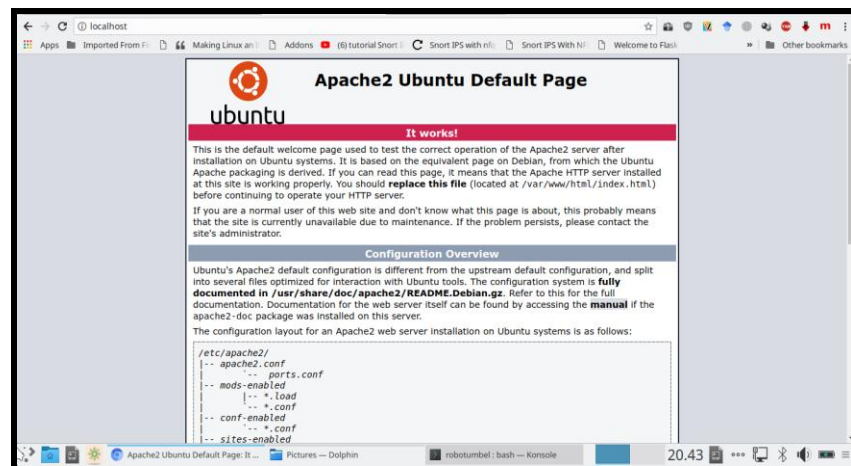 localhost
Apps Imported From Fi Making Linux an I Addons (6) tutorial Snort I Snort IPS with nfq Snort IPS With NF Welcome to Flask » Other bookmarks
ubuntu
Apache2 Ubuntu Default Page
It works!
This is the default welcome page used to test the correct operation of the Apache2 server after
installation on Ubuntu systems. It is based on the equivalent page on Debian, from which the Ubuntu
Apache packaging is derived. If you can read this page, it means that the Apache HTTP server installed
at this site is working properly. You should replace this file (located at /var/www/html/index.html)
before continuing to operate your HTTP server.
If you are a normal user of this web site and don't know what this page is about, this probably means
that the site is currently unavailable due to maintenance. If the problem persists, please contact the
site's administrator.
Configuration Overview
Ubuntu's Apache2 default configuration is different from the upstream default configuration, and split
into several files optimized for interaction with Ubuntu tools. The configuration system is fully
documented in /usr/share/doc/apache2/README.Debian.gz. Refer to this for the full
documentation. Documentation for the web server itself can be found by accessing the manual if the
apache2-doc package was installed on this server.
The configuration layout for an Apache2 web server installation on Ubuntu systems is as follows:
/etc/apache2/
|-- apache2.conf
| `-- ports.conf
|-- mods-enabled
| |-- *.load
| `-- *.conf
|-- conf-enabled
| `-- *.conf
|-- sites-enabled
Apache2 Ubuntu Default Page: It ... Pictures — Dolphin robotumbel : bash — Konsole 20.43